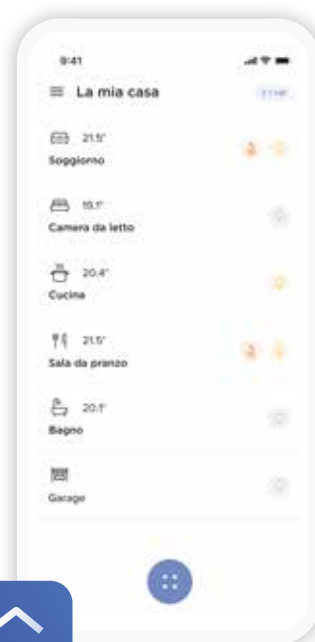 9:41
La mia casa
21.5°
Soggiorno
19.1°
Camera da letto
20.4°
Cucina
21.5°
Sala da pranzo
20.1°
Bagno
Garage